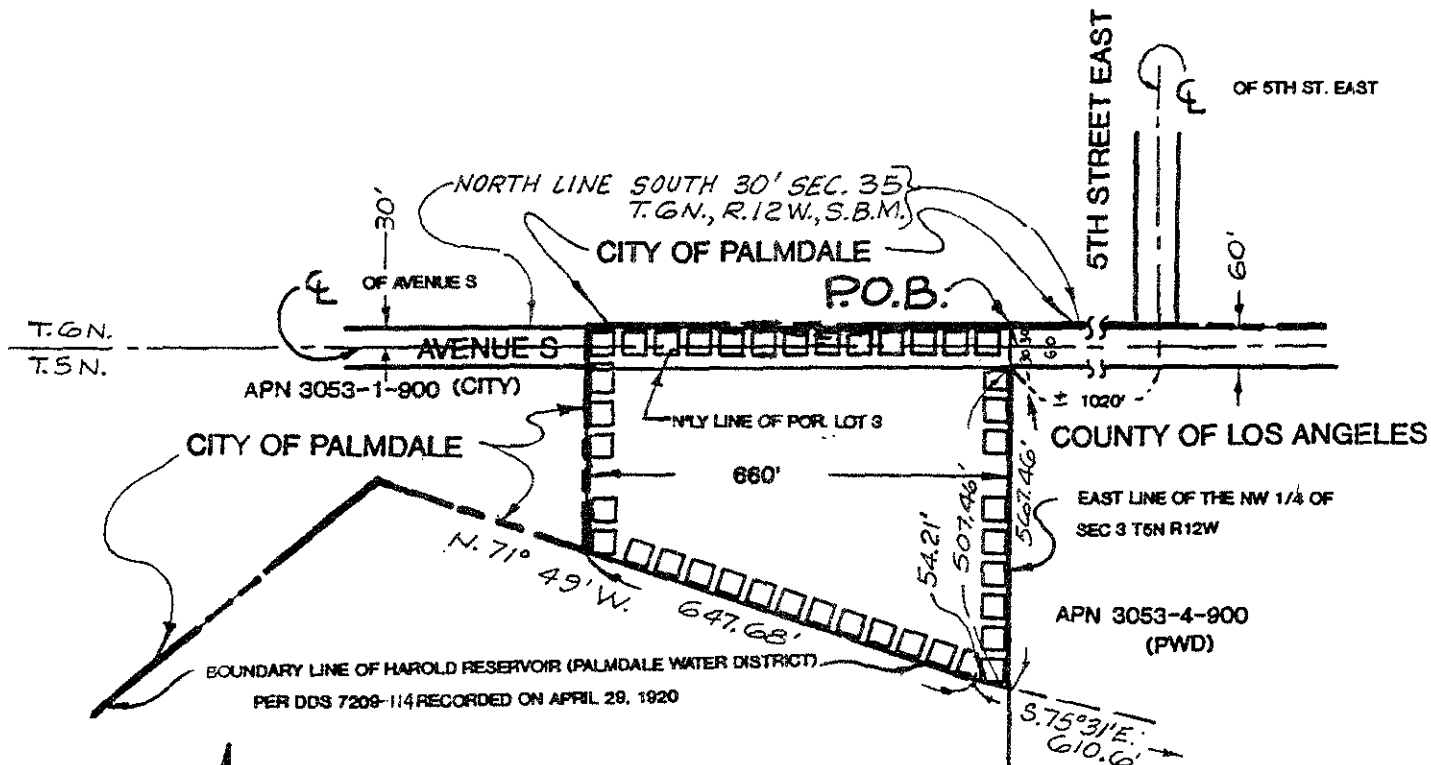 5TH STREET EAST
℄
OF 5TH ST. EAST
NORTH LINE SOUTH 30' SEC. 35
T.6N., R.12W., S.B.M.
CITY OF PALMDALE
30'
℄
OF AVENUE S
P.O.B.
60'
T.6N.
T.5N.
AVENUE S
30 30
60
APN 3053-1-900 (CITY)
± 1020'
N'LY LINE OF POR. LOT 3
CITY OF PALMDALE
COUNTY OF LOS ANGELES
660'
567.46'
507.46'
54.21'
EAST LINE OF THE NW 1/4 OF
SEC 3 T5N R12W
N. 71° 49' W.
647.68'
APN 3053-4-900
(PWD)
BOUNDARY LINE OF HAROLD RESERVOIR (PALMDALE WATER DISTRICT)
PER DDS 7209-114 RECORDED ON APRIL 29, 1920
S.75°31'E.
610.6'